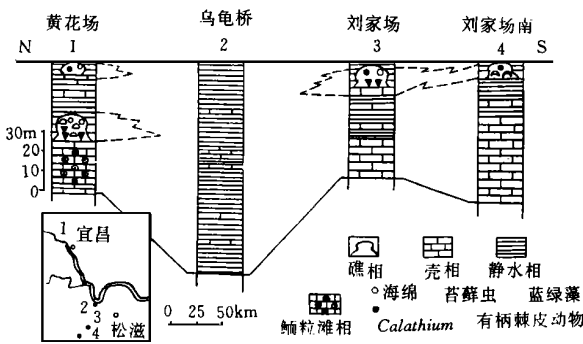 黄花场 乌龟桥 刘家场 刘家场南
N 1 2 3 4 S
30m
20
10
0
1 宜昌
2
3 松滋
4
礁相 壳相 静水相
海绵 苔藓虫 蓝绿藻
鲕粒滩相 Calathium 有柄棘皮动物
0 25 50km